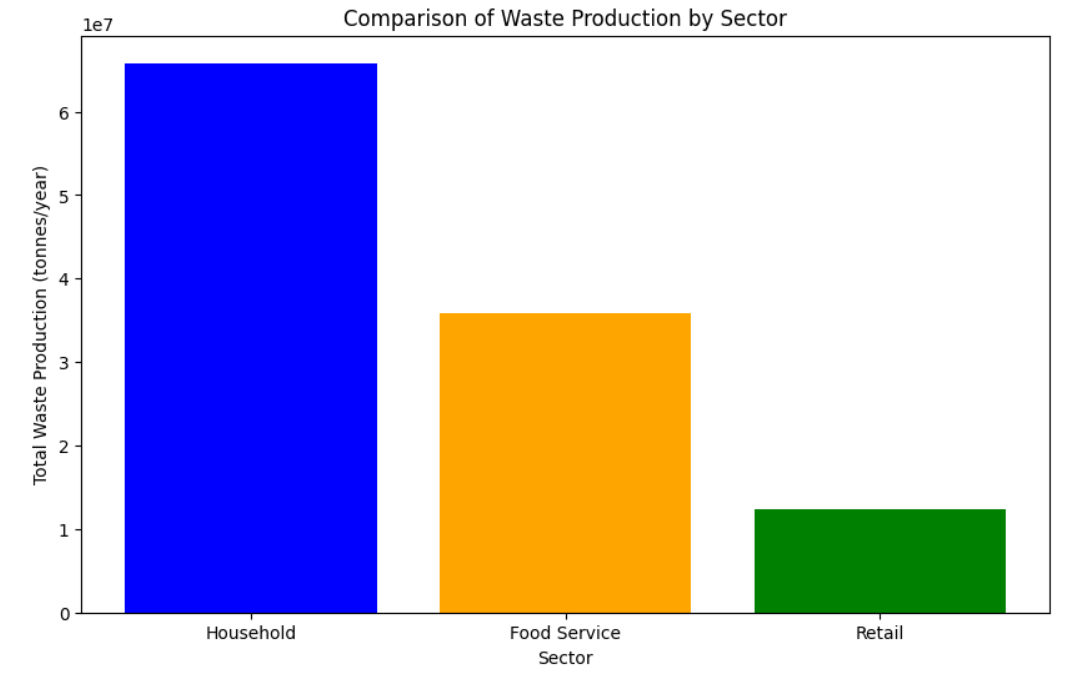 Comparison of Waste Production by Sector
1e7
6
5
4
3
2
1
0
Total Waste Production (tonnes/year)
Household Food Service Retail
Sector